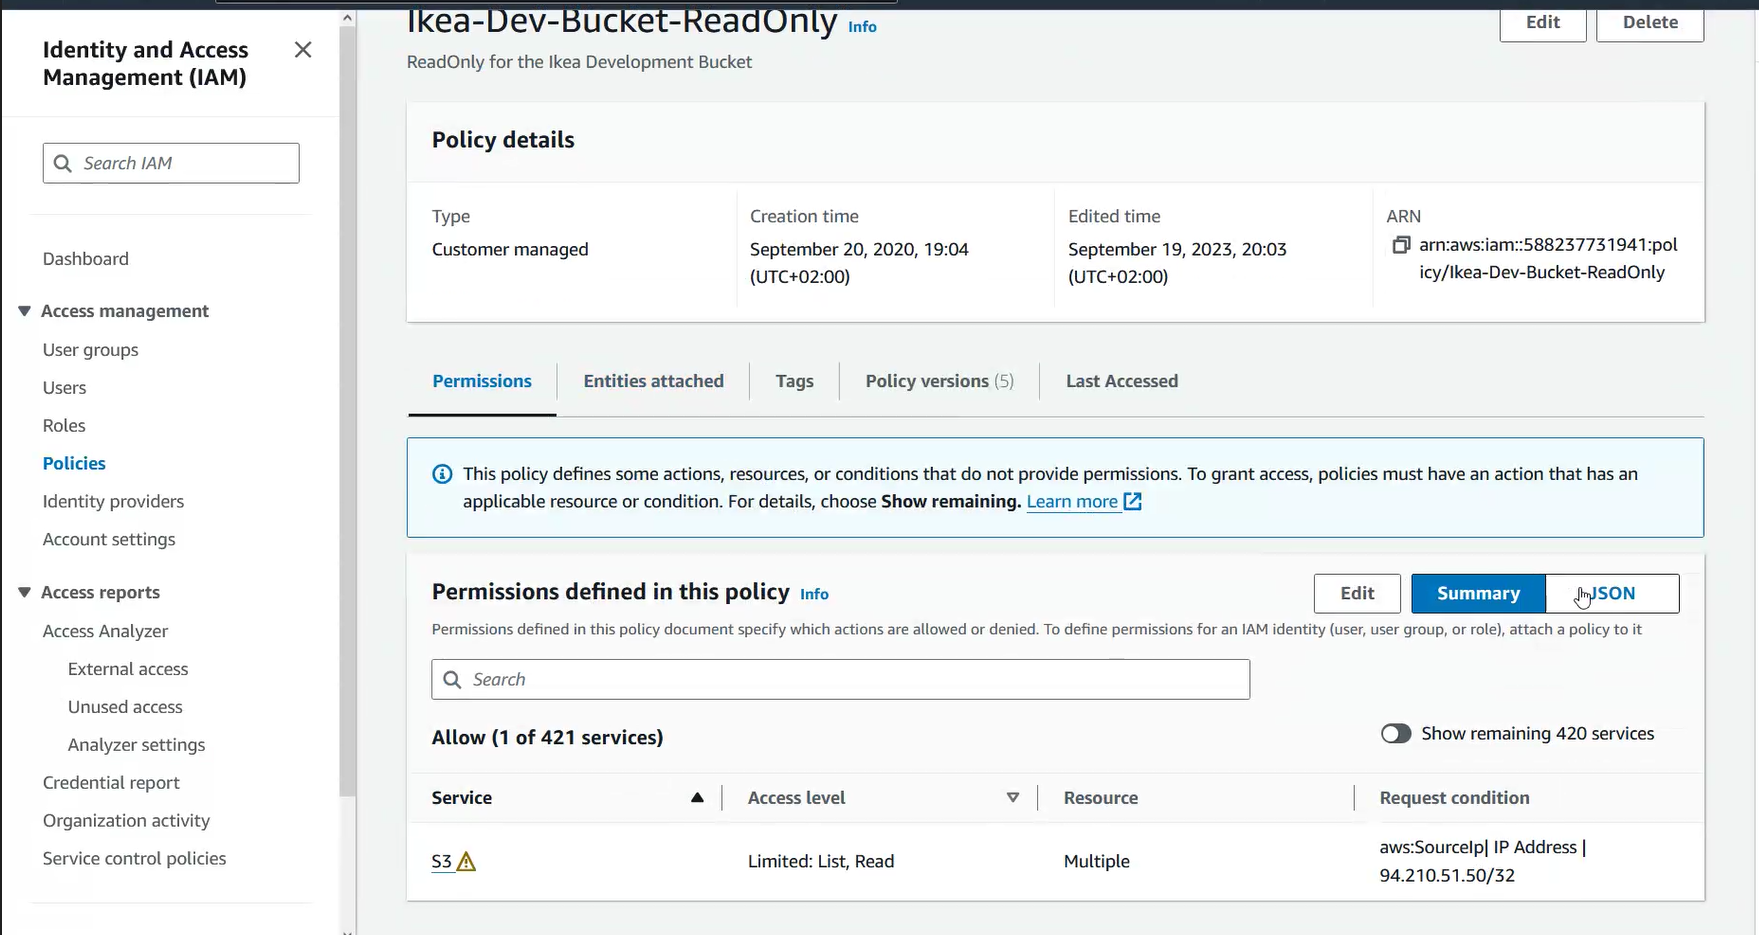 Identity and Access
Management (IAM)
Search IAM
Dashboard
Access management
User groups
Users
Roles
Policies
Identity providers
Account settings
Access reports
Access Analyzer
External access
Unused access
Analyzer settings
Credential report
Organization activity
Service control policies
Ikea-Dev-Bucket-ReadOnly Info
Edit
Delete
ReadOnly for the Ikea Development Bucket
Policy details
Type
Customer managed
Creation time
September 20, 2020, 19:04
(UTC+02:00)
Edited time
September 19, 2023, 20:03
(UTC+02:00)
ARN
arn:aws:iam::588237731941:pol
icy/Ikea-Dev-Bucket-ReadOnly
Permissions
Entities attached
Tags
Policy versions (5)
Last Accessed
This policy defines some actions, resources, or conditions that do not provide permissions. To grant access, policies must have an action that has an
applicable resource or condition. For details, choose Show remaining. Learn more
Permissions defined in this policy Info
Edit
Summary
JSON
Permissions defined in this policy document specify which actions are allowed or denied. To define permissions for an IAM identity (user, user group, or role), attach a policy to it
Search
Allow (1 of 421 services)
Show remaining 420 services
Service
Access level
Resource
Request condition
S3
Limited: List, Read
Multiple
aws:SourceIp| IP Address |
94.210.51.50/32